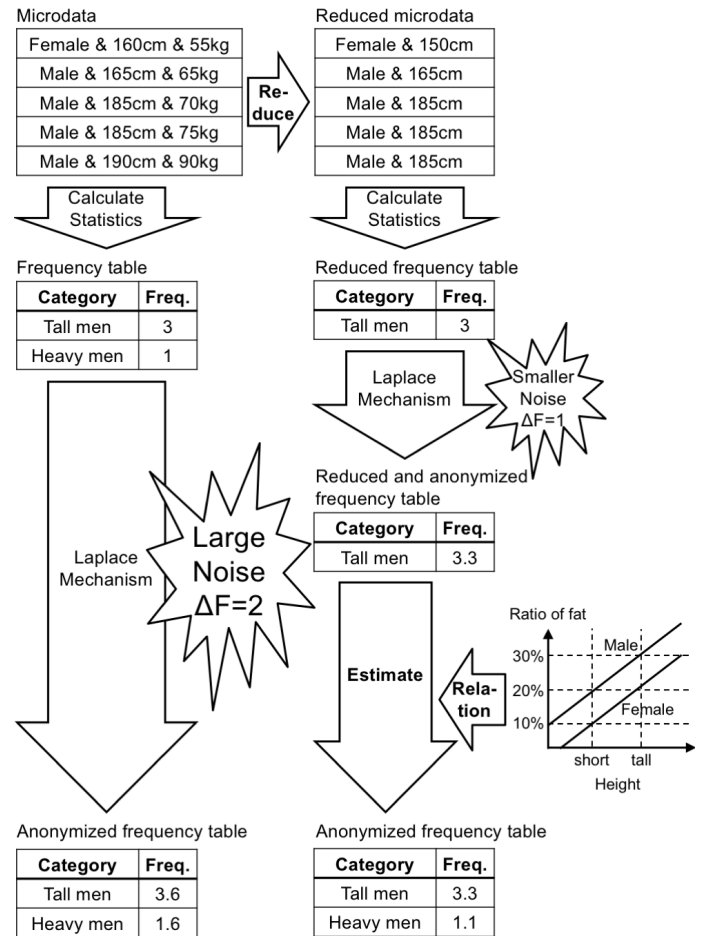 Microdata
Female & 160cm & 55kg
Male & 165cm & 65kg
Male & 185cm & 70kg
Male & 185cm & 75kg
Male & 190cm & 90kg
Re-
duce
Reduced microdata
Female & 150cm
Male & 165cm
Male & 185cm
Male & 185cm
Male & 185cm
Calculate
Statistics
Calculate
Statistics
Frequency table
Category Freq.
Tall men 3
Heavy men 1
Reduced frequency table
Category Freq.
Tall men 3
Laplace
Mechanism
Smaller
Noise
ΔF=1
Reduced and anonymized
frequency table
Category Freq.
Tall men 3.3
Laplace
Mechanism
Large
Noise
ΔF=2
Estimate
Rela-
tion
Ratio of fat
30%
20%
10%
Male
Female
short tall
Height
Anonymized frequency table
Category Freq.
Tall men 3.6
Heavy men 1.6
Anonymized frequency table
Category Freq.
Tall men 3.3
Heavy men 1.1